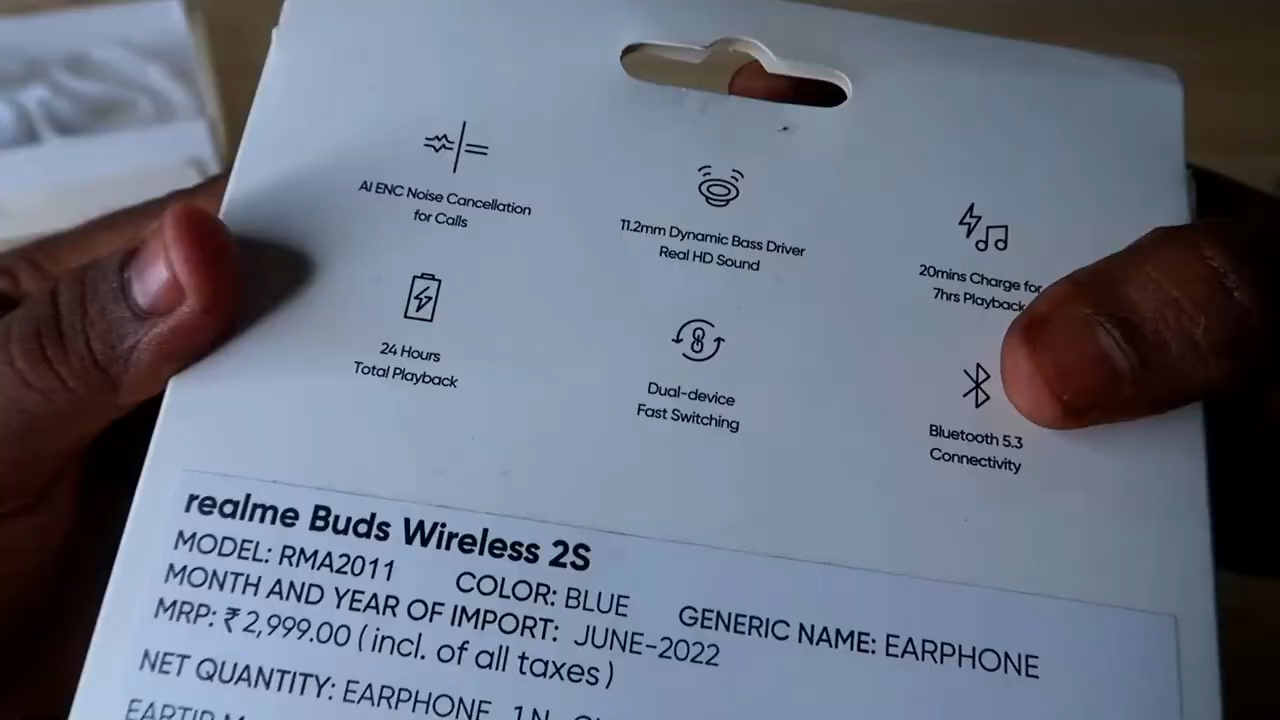 AI ENC Noise Cancellation
for Calls
11.2mm Dynamic Bass Driver
Real HD Sound
20mins Charge for
7hrs Playback
24 Hours
Total Playback
Dual-device
Fast Switching
Bluetooth 5.3
Connectivity
realme Buds Wireless 2S
MODEL: RMA2011 COLOR: BLUE GENERIC NAME: EARPHONE
MONTH AND YEAR OF IMPORT: JUNE-2022
MRP: ₹ 2,999.00 (incl. of all taxes)
NET QUANTITY: EARPHONE 1 N
EARTIP